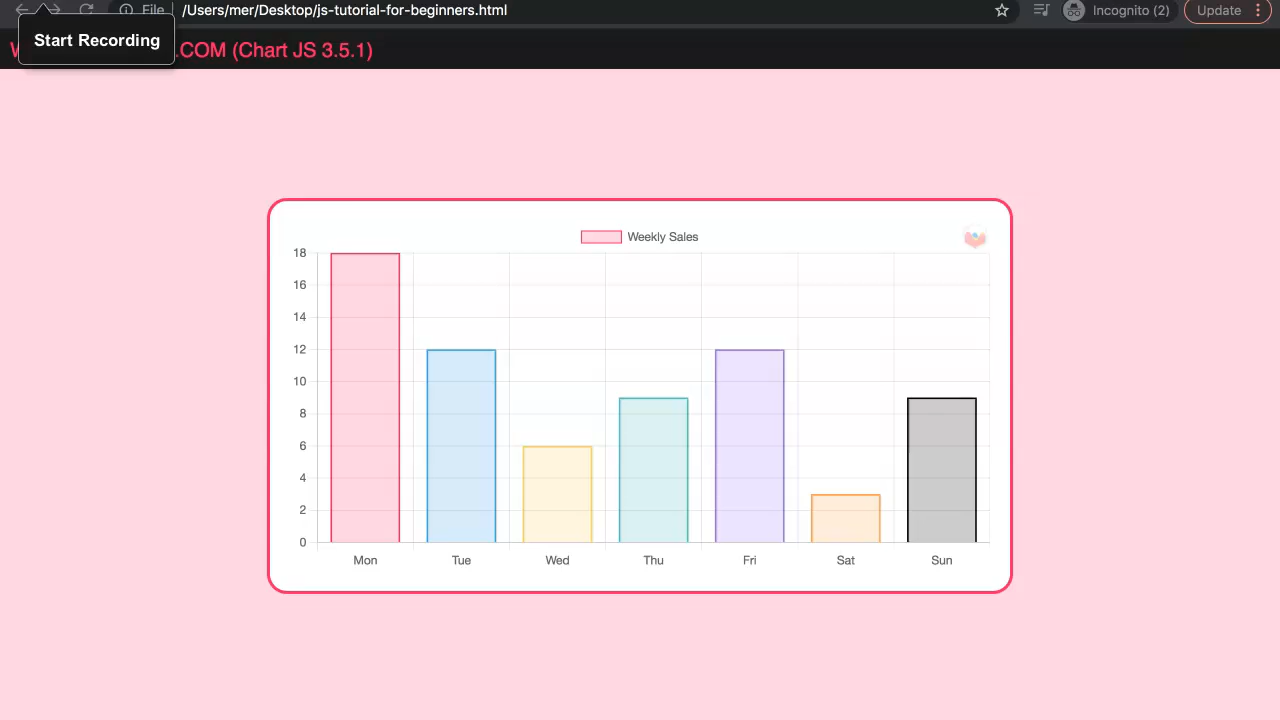 File
/Users/mer/Desktop/js-tutorial-for-beginners.html
Incognito (2)
Update
Start Recording
.COM (Chart JS 3.5.1)
Weekly Sales
18
16
14
12
10
8
6
4
2
0
Mon Tue Wed Thu Fri Sat Sun